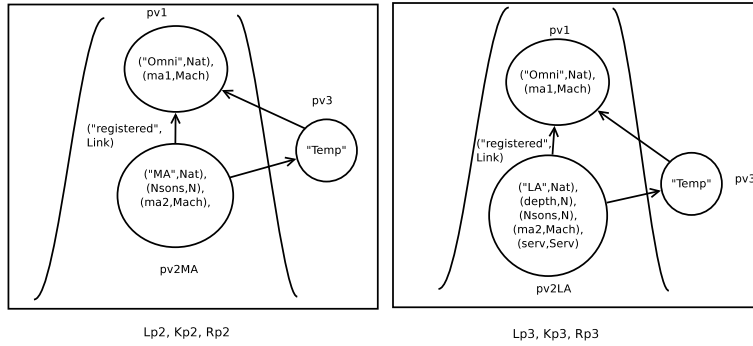 pv1
("Omni",Nat),
(ma1,Mach)
pv3
("registered",
Link)
"Temp"
("MA",Nat),
(Nsons,N),
(ma2,Mach),
pv2MA
Lp2, Kp2, Rp2
pv1
("Omni",Nat),
(ma1,Mach)
("registered",
Link)
"Temp"
pv3
("LA",Nat),
(depth,N),
(Nsons,N),
(ma2,Mach),
(serv,Serv)
pv2LA
Lp3, Kp3, Rp3